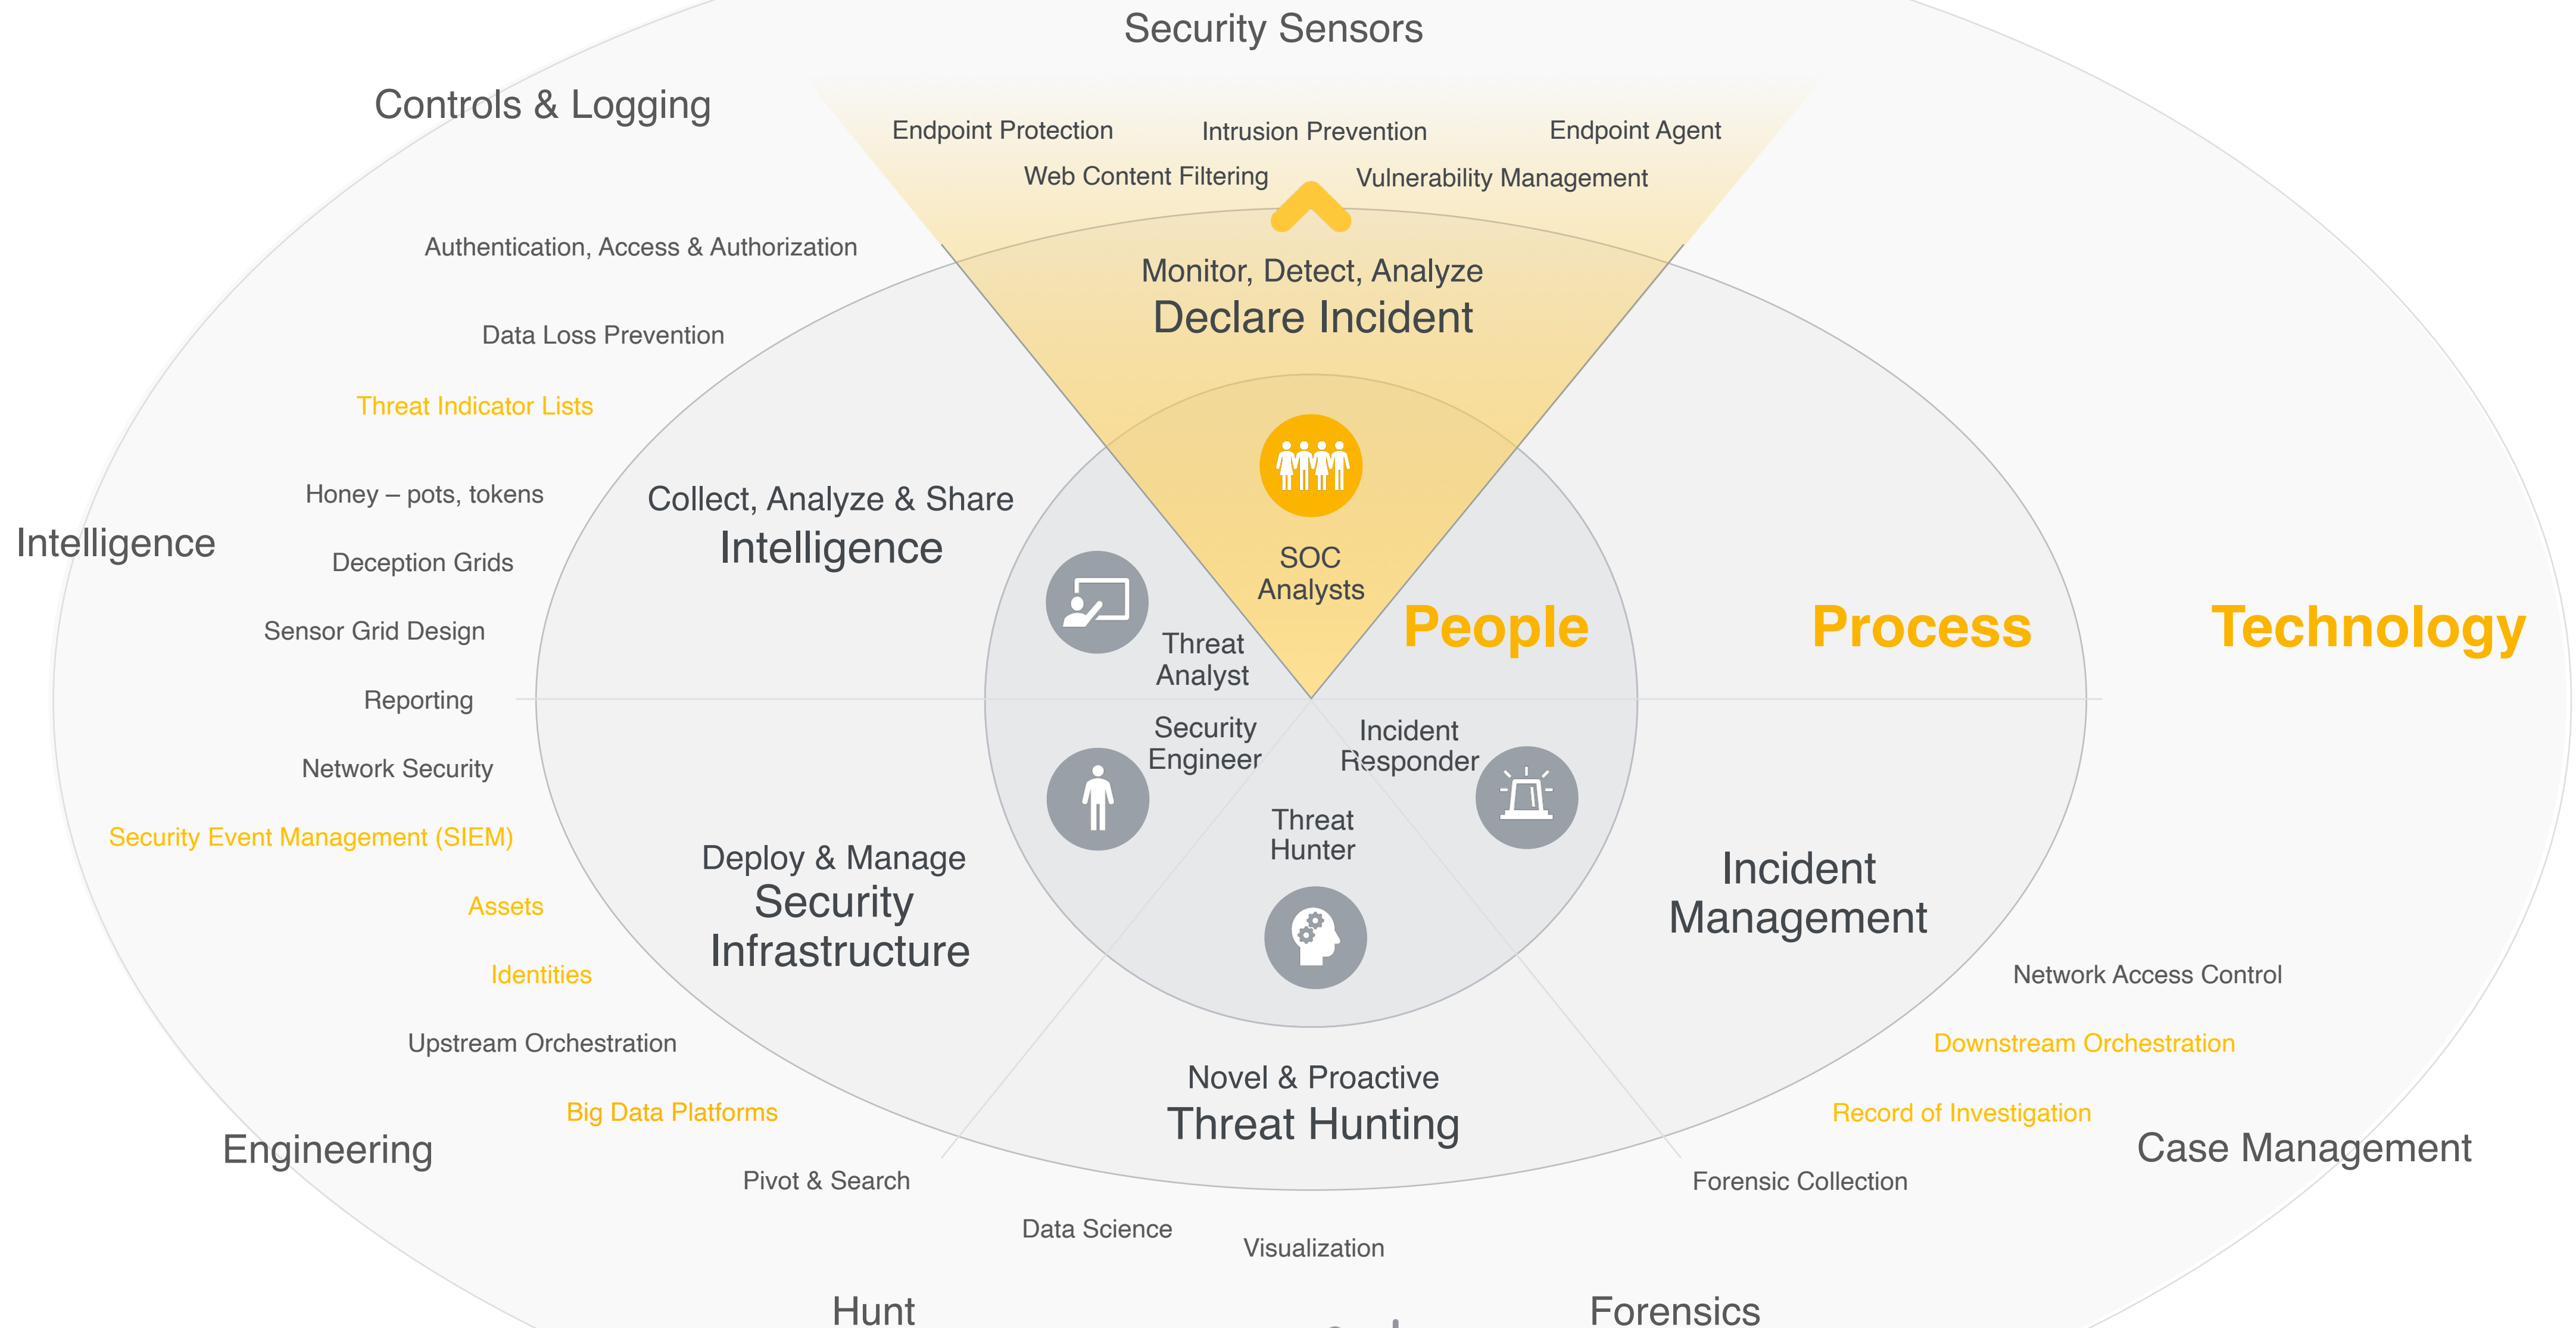 Security Sensors
Controls & Logging
Endpoint Protection
Intrusion Prevention
Endpoint Agent
Web Content Filtering
Vulnerability Management
Authentication, Access & Authorization
Monitor, Detect, Analyze
Declare Incident
Data Loss Prevention
Threat Indicator Lists
Honey – pots, tokens
Collect, Analyze & Share
Intelligence
Intelligence
Deception Grids
SOC
Analysts
Sensor Grid Design
Threat
Analyst
People
Process
Technology
Reporting
Security
Engineer
Incident
Responder
Network Security
Threat
Hunter
Security Event Management (SIEM)
Deploy & Manage
Security
Infrastructure
Incident
Management
Assets
Identities
Network Access Control
Upstream Orchestration
Downstream Orchestration
Novel & Proactive
Threat Hunting
Big Data Platforms
Record of Investigation
Engineering
Case Management
Pivot & Search
Forensic Collection
Data Science
Visualization
Hunt
Forensics